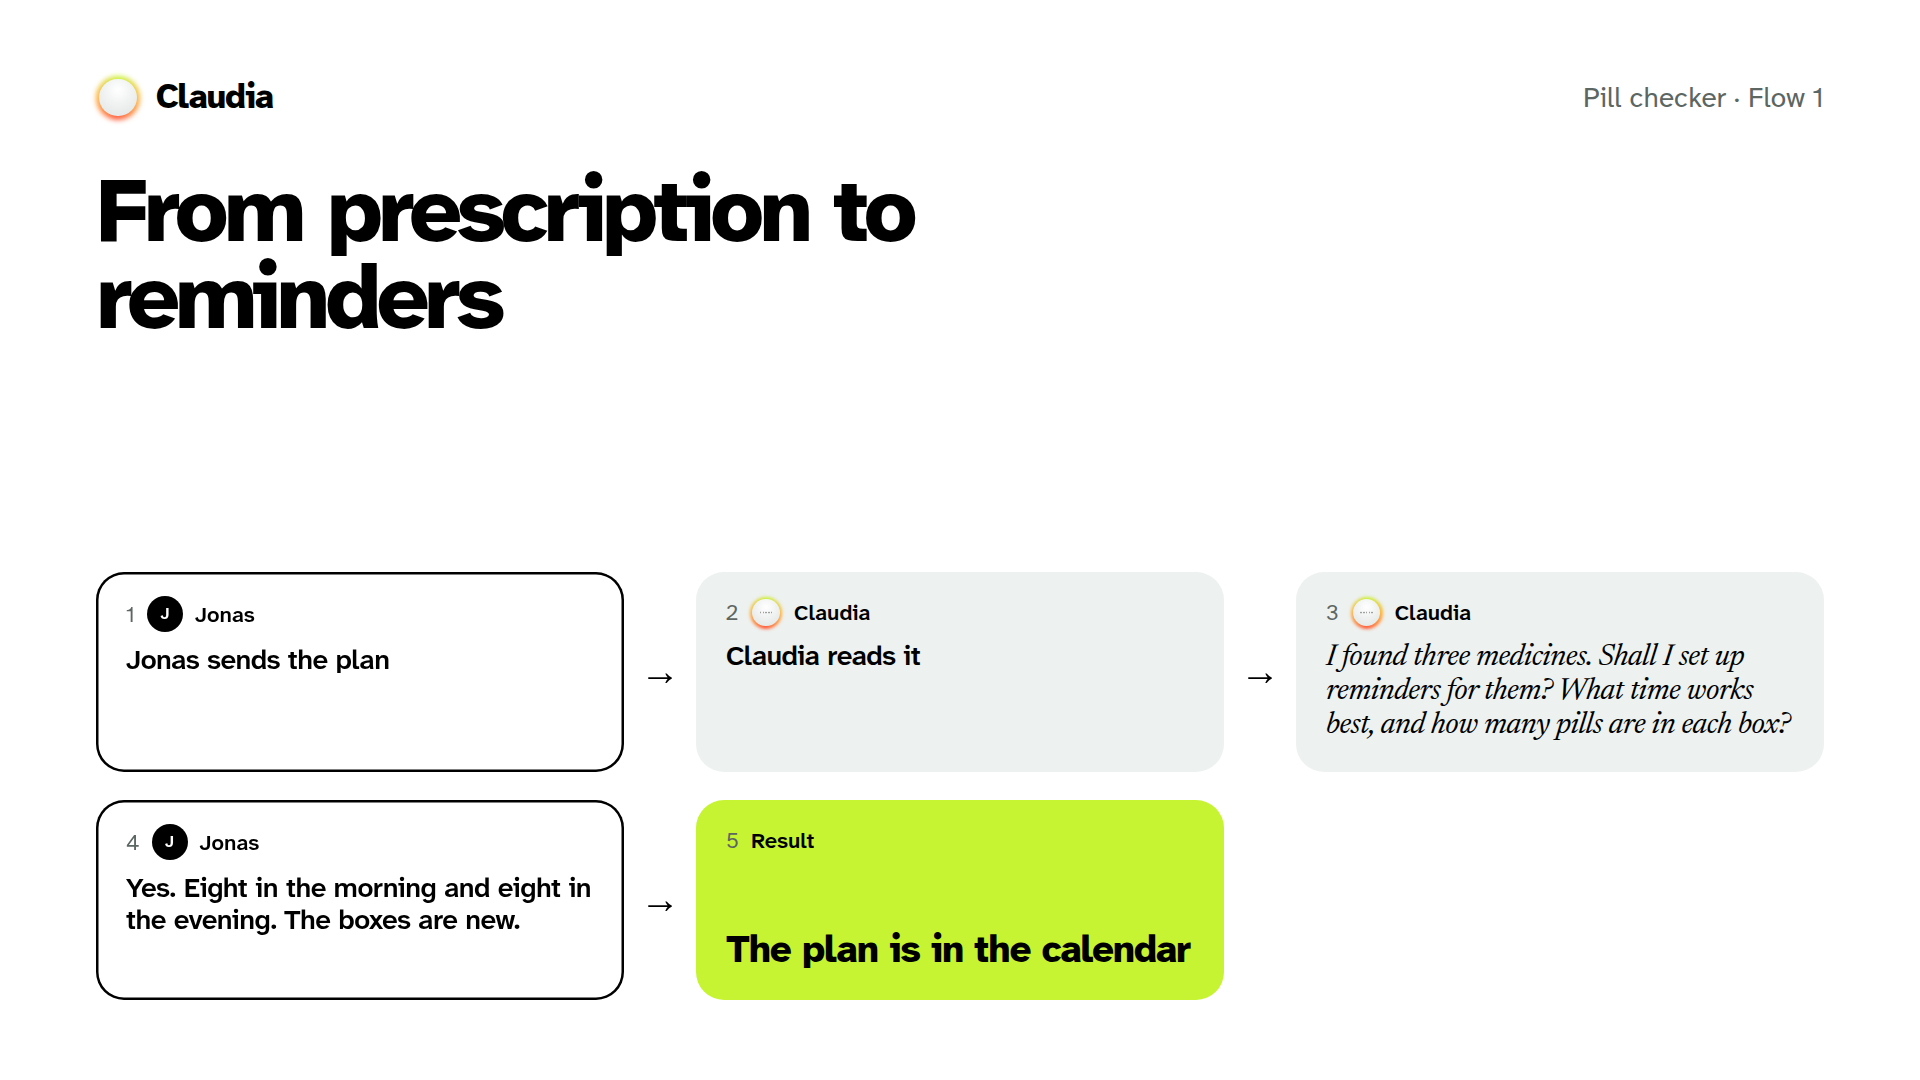 Claudia
Pill checker · Flow 1
From prescription to
reminders
1 J Jonas
Jonas sends the plan
→
2 Claudia
Claudia reads it
→
3 Claudia
I found three medicines. Shall I set up
reminders for them? What time works
best, and how many pills are in each box?
4 J Jonas
Yes. Eight in the morning and eight in
the evening. The boxes are new.
→
5 Result
The plan is in the calendar